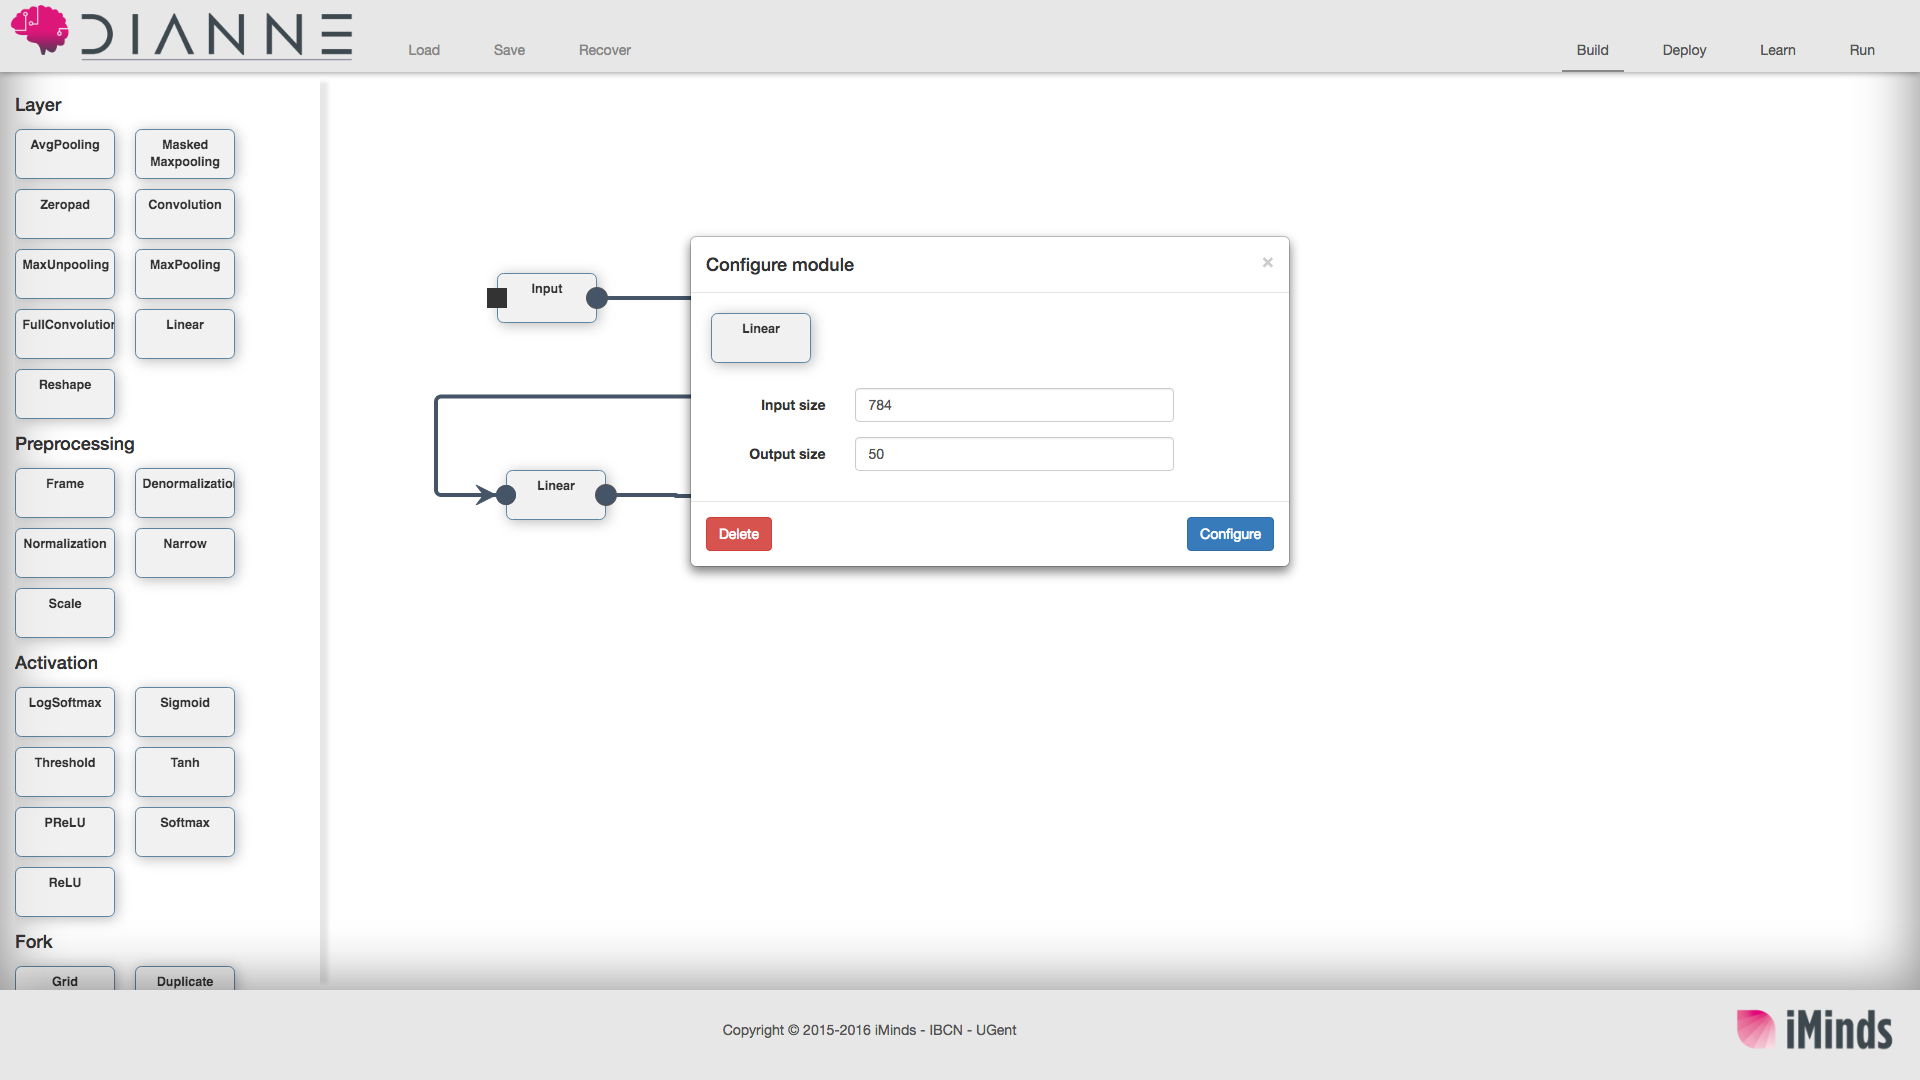 DIANNE
Load Save Recover
Build Deploy Learn Run
Layer
AvgPooling
Masked
Maxpooling
Zeropad
Convolution
MaxUnpooling
MaxPooling
FullConvolution
Linear
Reshape
Preprocessing
Frame
Denormalizatio
Normalization
Narrow
Scale
Activation
LogSoftmax
Sigmoid
Threshold
Tanh
PReLU
Softmax
ReLU
Fork
Grid
Duplicate
Input
Linear
Configure module
×
Linear
Input size 784
Output size 50
Delete
Configure
Copyright © 2015-2016 iMinds - IBCN - UGent
iMinds